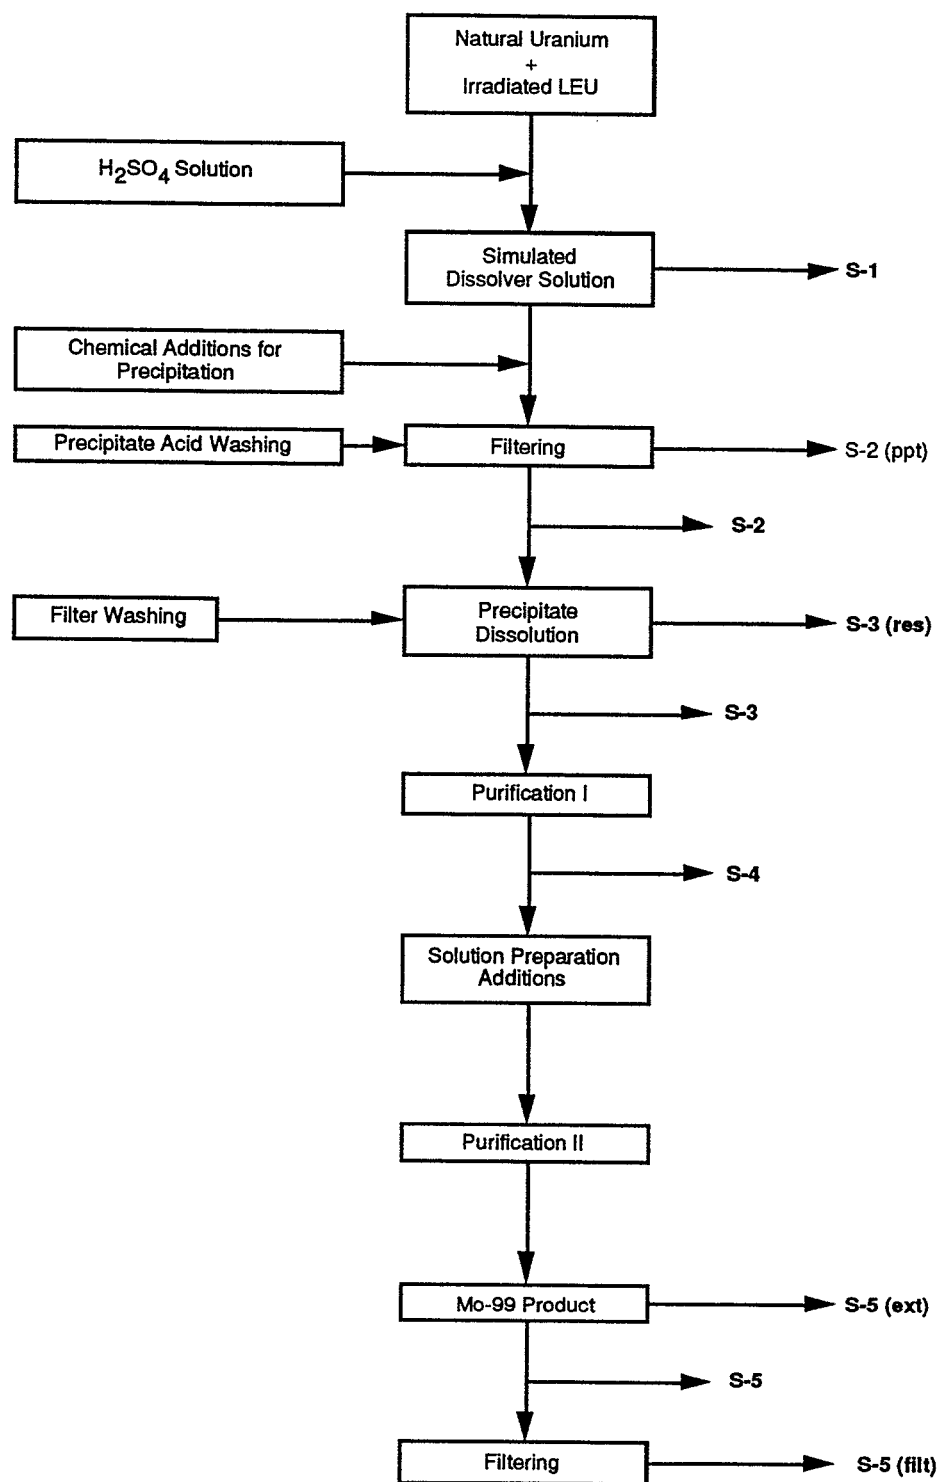 Natural Uranium
+
Irradiated LEU
H2SO4 Solution
Simulated
Dissolver Solution
S-1
Chemical Additions for
Precipitation
Precipitate Acid Washing
Filtering
S-2 (ppt)
S-2
Filter Washing
Precipitate
Dissolution
S-3 (res)
S-3
Purification I
S-4
Solution Preparation
Additions
Purification II
Mo-99 Product
S-5 (ext)
S-5
Filtering
S-5 (filt)